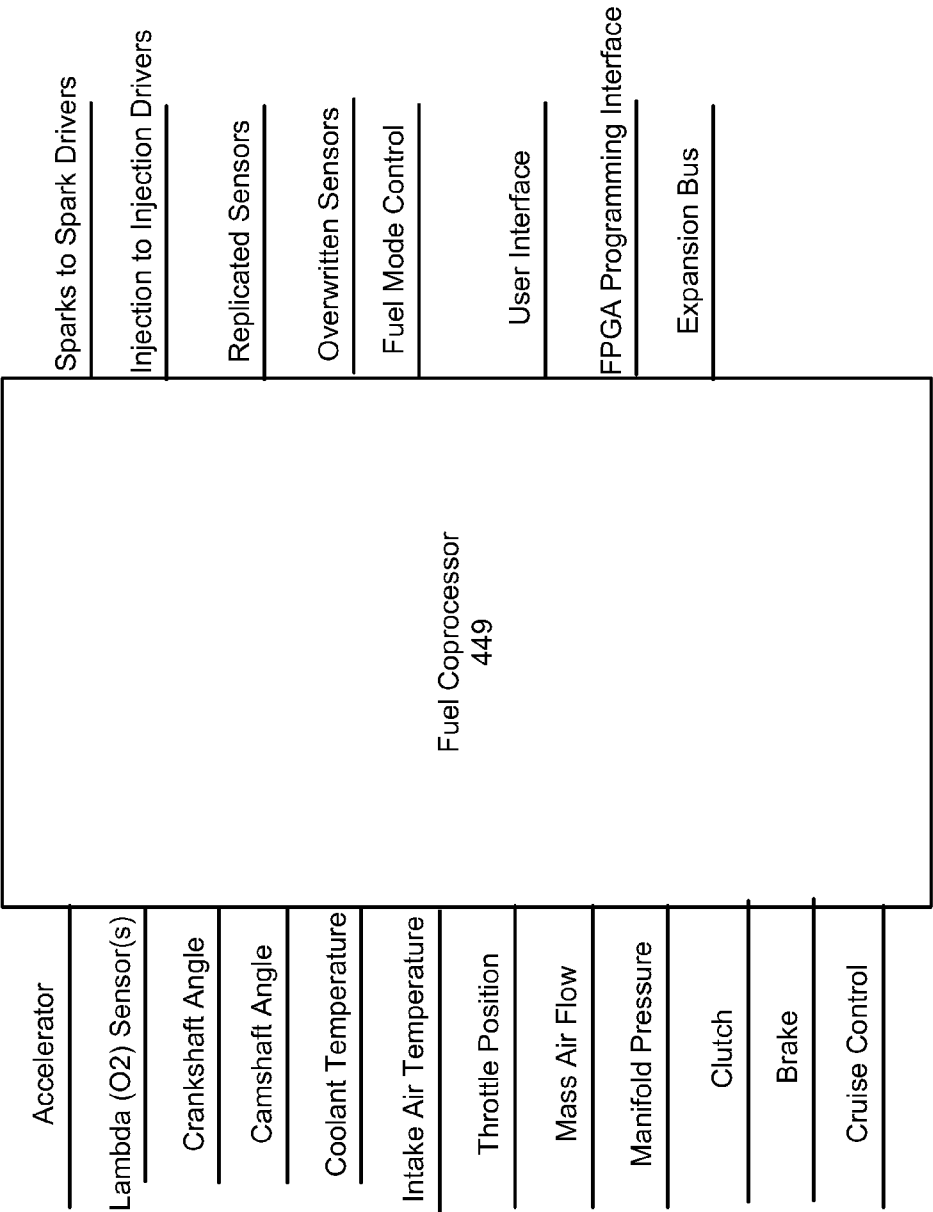 Accelerator
Lambda (O2) Sensor(s)
Crankshaft Angle
Camshaft Angle
Coolant Temperature
Intake Air Temperature
Throttle Position
Mass Air Flow
Manifold Pressure
Clutch
Brake
Cruise Control
Fuel Coprocessor
449
Sparks to Spark Drivers
Injection to Injection Drivers
Replicated Sensors
Overwritten Sensors
Fuel Mode Control
User Interface
FPGA Programming Interface
Expansion Bus